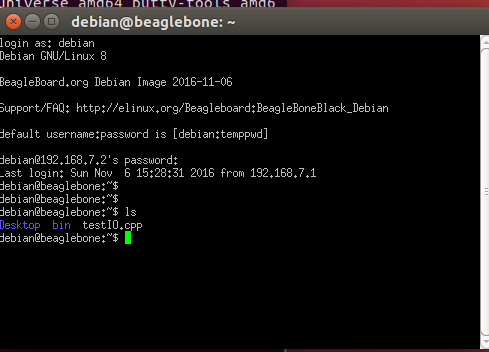 universe amd64 putty-tools amd6
debian@beaglebone: ~
login as: debian
Debian GNU/Linux 8
BeagleBoard.org Debian Image 2016-11-06
Support/FAQ: http://elinux.org/Beagleboard:BeagleBoneBlack_Debian
default username:password is [debian:temppwd]
debian@192.168.7.2's password:
Last login: Sun Nov  6 15:28:31 2016 from 192.168.7.1
debian@beaglebone:~$
debian@beaglebone:~$
debian@beaglebone:~$ ls
Desktop  bin  testIO.cpp
debian@beaglebone:~$